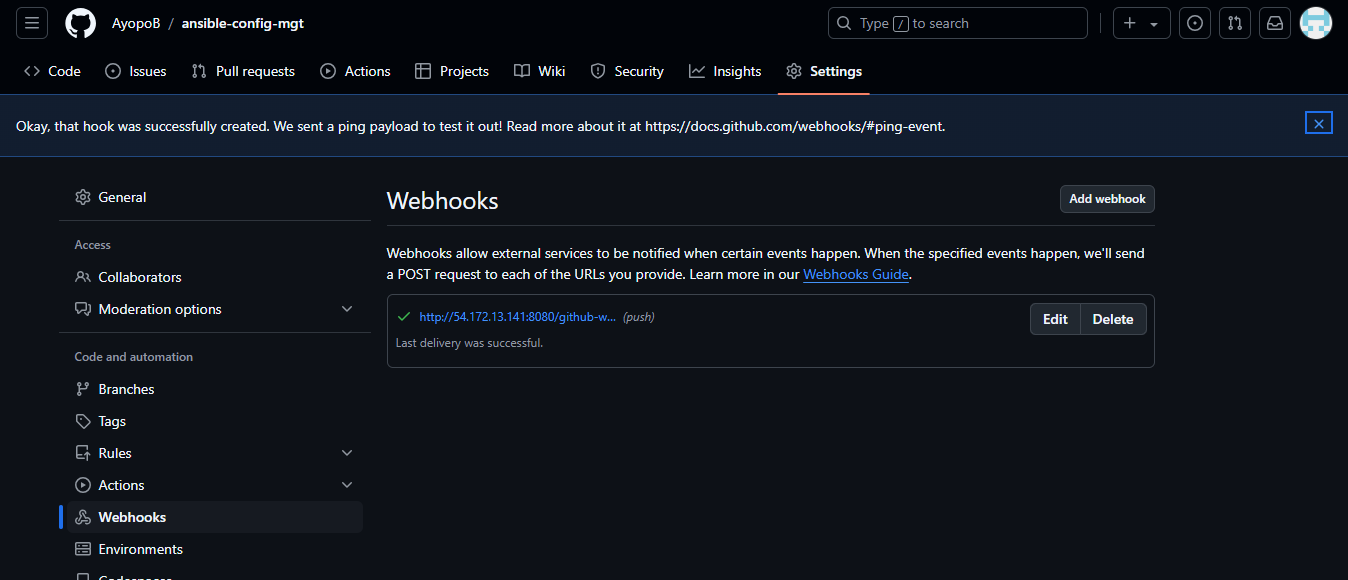 AyopoB / ansible-config-mgt
Type / to search
Code Issues Pull requests Actions Projects Wiki Security Insights Settings
Okay, that hook was successfully created. We sent a ping payload to test it out! Read more about it at https://docs.github.com/webhooks/#ping-event.
General
Access
Collaborators
Moderation options
Code and automation
Branches
Tags
Rules
Actions
Webhooks
Environments
Codespaces
Webhooks
Add webhook
Webhooks allow external services to be notified when certain events happen. When the specified events happen, we'll send
a POST request to each of the URLs you provide. Learn more in our Webhooks Guide.
http://54.172.13.141:8080/github-w... (push)
Edit Delete
Last delivery was successful.